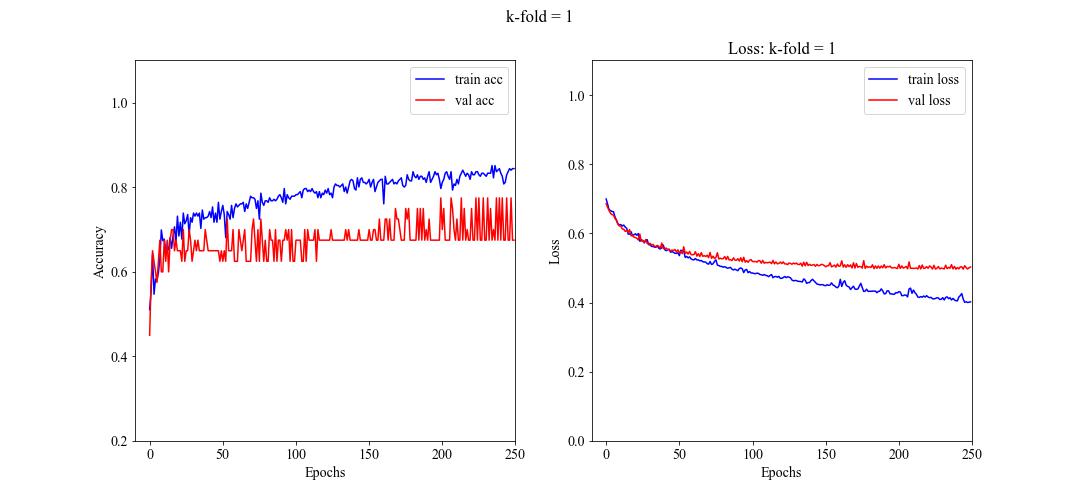 k-fold = 1
Accuracy
1.0
0.8
0.6
0.4
0.2
train acc
val acc
0 50 100 150 200 250
Epochs
Loss: k-fold = 1
Loss
1.0
0.8
0.6
0.4
0.2
0.0
train loss
val loss
0 50 100 150 200 250
Epochs